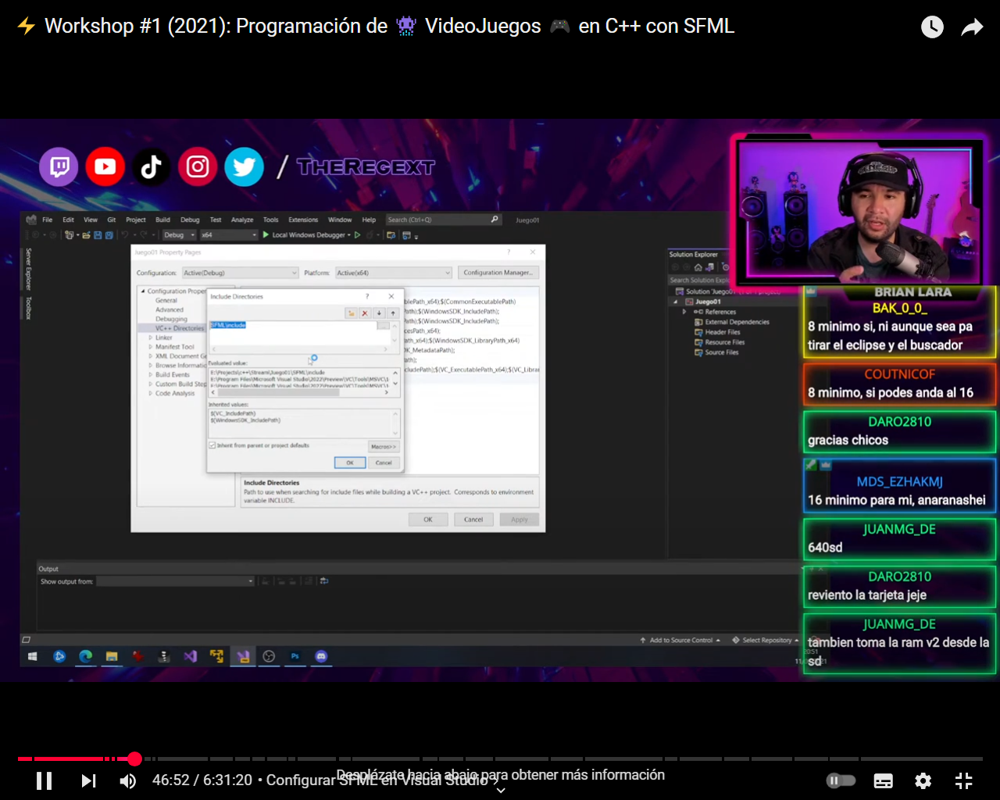 ⚡ Workshop #1 (2021): Programación de 👾 VideoJuegos 🎮 en C++ con SFML
/ THEREGEXT
File Edit View Git Project Build Debug Test Analyze Tools Extensions Window Help Search (Ctrl+Q) Juego01
Debug x64 Local Windows Debugger
Server Explorer
Toolbox
Juego01 Property Pages
Configuration: Active(Debug) Platform: Active(x64) Configuration Manager...
Configuration Proper
General
Advanced
Debugging
VC++ Directories
Linker
Manifest Tool
XML Document Ge
Browse Informatio
Build Events
Custom Build Step
Code Analysis
Include Directories
SFML\include
Evaluated value:
E:\Projects\c++\Stream\Juego01\SFML\include
E:\Program Files\Microsoft Visual Studio\2022\Preview\VC\Tools\MSVC\1
E:\Program Files\Microsoft Visual Studio\2022\Preview\VC\Tools\MSVC\1
Inherited values:
$(VC_IncludePath)
$(WindowsSDK_IncludePath)
Inherit from parent or project defaults
Macros>>
OK Cancel
blePath_x64);$(CommonExecutablePath)
Path);$(WindowsSDK_IncludePath);
Path);$(WindowsSDK_IncludePath);
cesPath);
h_x64);$(WindowsSDK_LibraryPath_x64)
K_MetadataPath);
th);
cludePath);$(VC_ExecutablePath_x64);$(VC_Librar
Include Directories
Path to use when searching for include files while building a VC++ project. Corresponds to environment
variable INCLUDE.
OK Cancel Apply
Solution Explorer
Search Solution Explo
Solution 'Juego01'
Juego01
References
External Dependencies
Header Files
Resource Files
Source Files
Output
Show output from:
Add to Source Control Select Repository
20:51
GENESIS
BRIAN LARA
BAK_0_0_
8 minimo si, ni aunque sea pa
tirar el eclipse y el buscador
COUTNICOF
8 minimo, si podes anda al 16
DARO2810
gracias chicos
MDS_EZHAKMJ
16 minimo para mi, anaranashei
JUANMG_DE
640sd
DARO2810
reviento la tarjeta jeje
JUANMG_DE
tambien toma la ram v2 desde la
sd
46:52 / 6:31:20 • Configurar SFML en Visual Studio
Desplázate hacia abajo para obtener más información